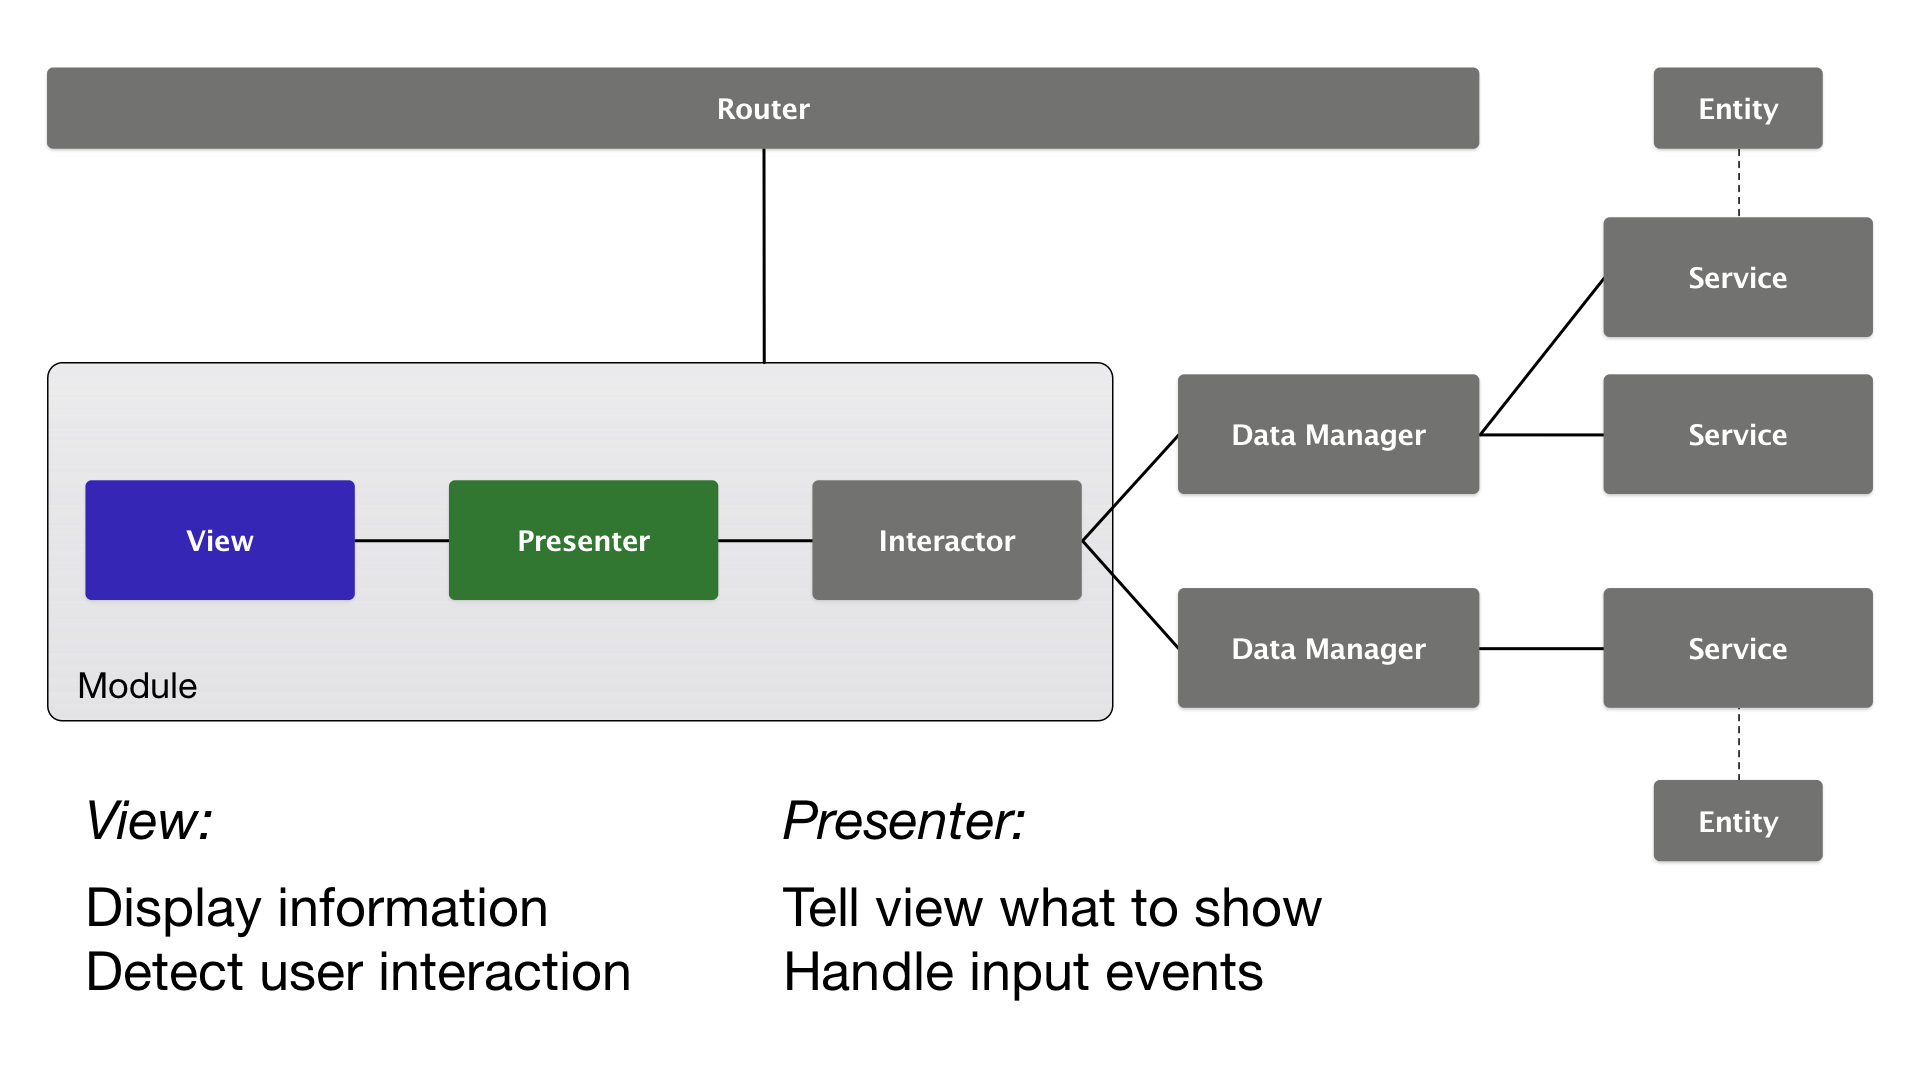 Router
Entity
Service
Data Manager
Service
View
Presenter
Interactor
Data Manager
Service
Module
Entity
View:
Display information
Detect user interaction
Presenter:
Tell view what to show
Handle input events